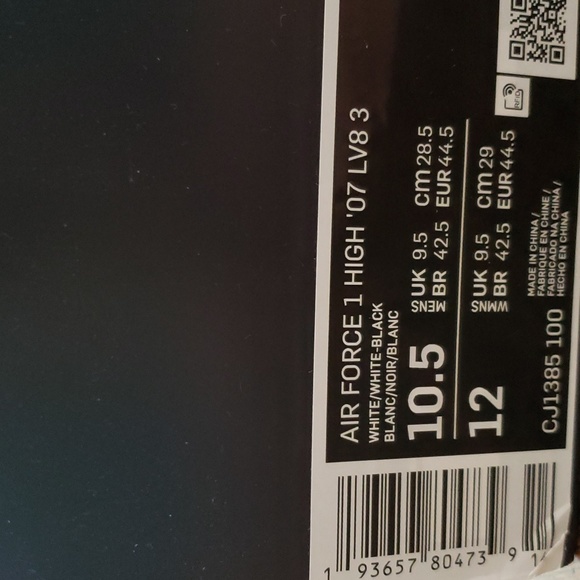 AIR FORCE 1 HIGH '07 LV8 3
WHITE/WHITE-BLACK
BLANC/NOIR/BLANC
10.5 MENS UK 9.5 cm 28.5
BR 42.5 EUR 44.5
12 WMNS UK 9.5 cm 29
BR 42.5 EUR 44.5
MADE IN CHINA/
FABRIQUE EN CHINE/
FABRICADO NA CHINA/
HECHO EN CHINA
CJ1385 100
1 93657 80473 9